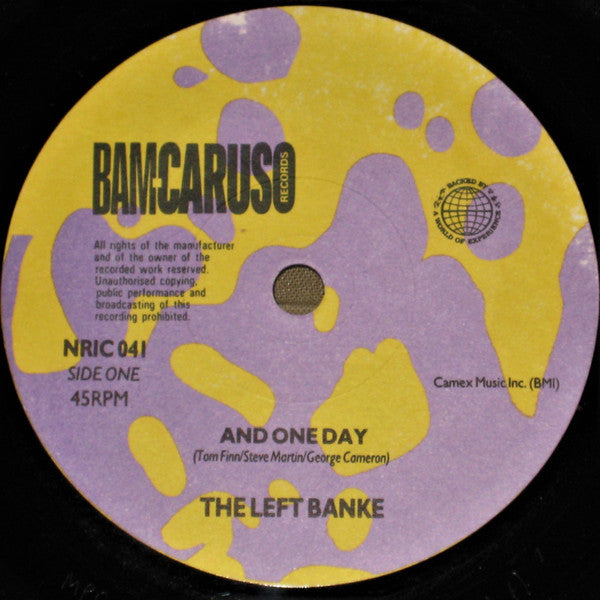 BAM-CARUSO
RECORDS
BACKED BY
A WORLD OF EXPERIENCE
All rights of the manufacturer
and of the owner of the
recorded work reserved.
Unauthorised copying,
public performance and
broadcasting of this
recording prohibited.
NRIC 041
SIDE ONE
45RPM
Camex Music Inc. (BMI)
AND ONE DAY
(Tom Finn/Steve Martin/George Cameron)
THE LEFT BANKE